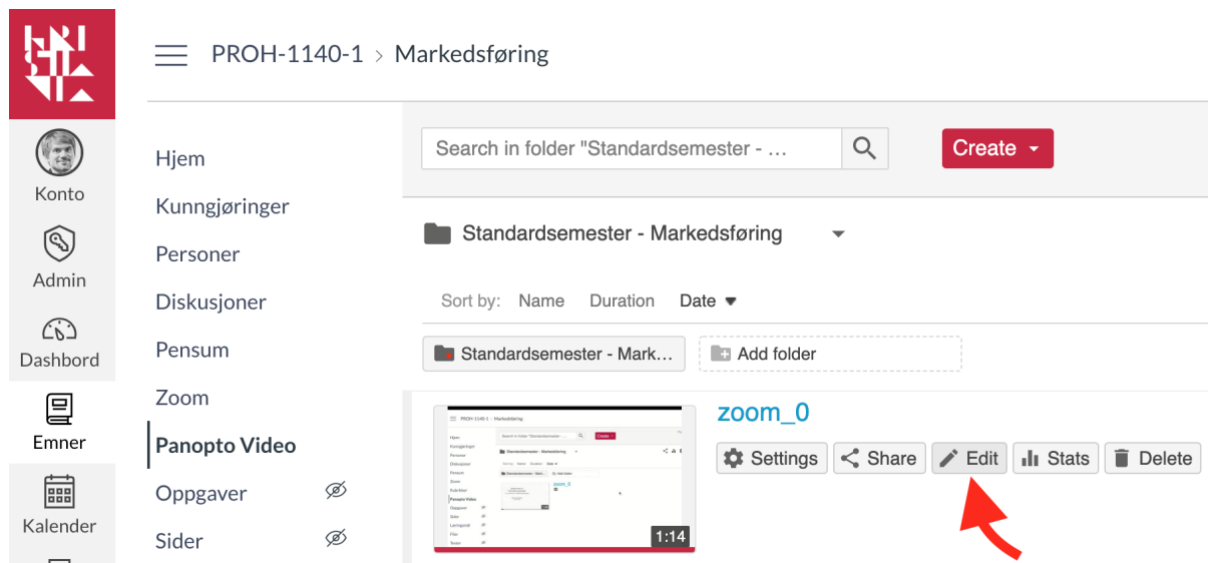 PROH-1140-1 > Markedsføring
Konto
Admin
Dashbord
Emner
Kalender
Hjem
Kunngjøringer
Personer
Diskusjoner
Pensum
Zoom
Panopto Video
Oppgaver
Sider
Search in folder "Standardsemester - ...
Create
Standardsemester - Markedsføring
Sort by: Name Duration Date
Standardsemester - Mark... Add folder
zoom_0
Settings Share Edit Stats Delete
1:14